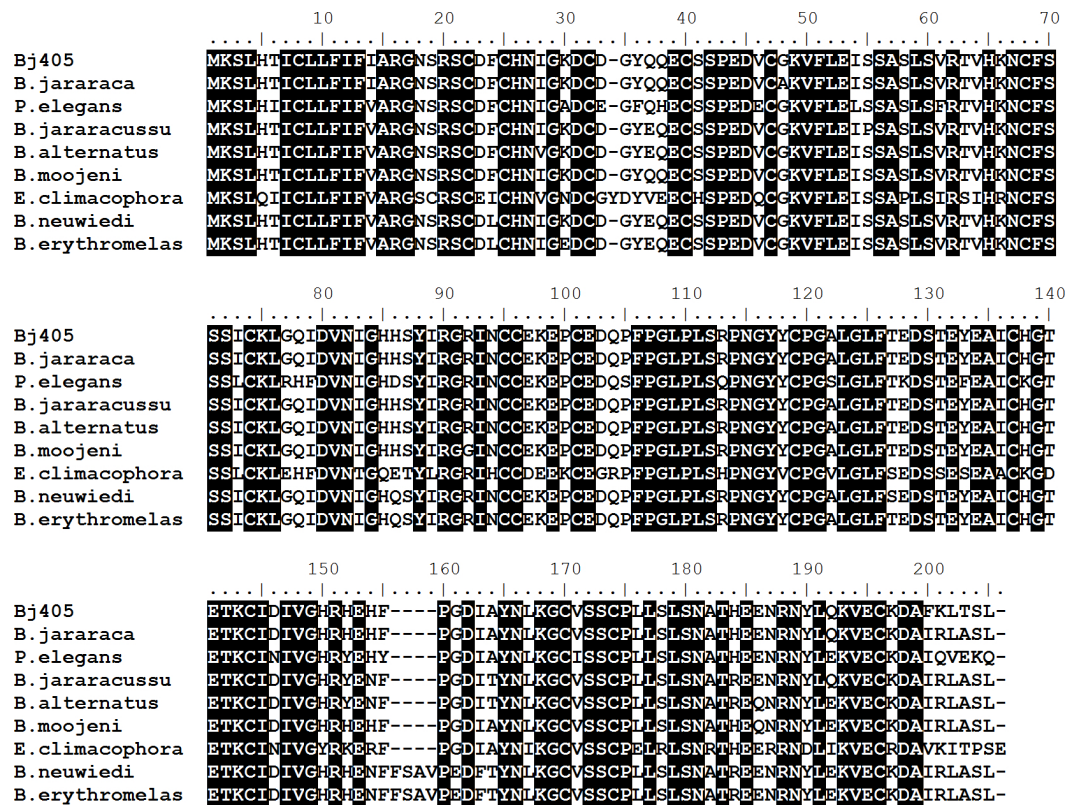 10 20 30 40 50 60 70
....|....|....|....|....|....|....|....|....|....|....|....|....|....|
Bj405 MKSLHTICLLFIFIARGNSRSCDFCHNIGKDCD-GYQQECSSPEDVCGKVFLEISSASLSVRTVHKNCFS
B.jararaca MKSLHTICLLFIFIARGNSRSCDFCHNIGKDCD-GYQQECSSPEDVCAKVFLEISSASLSVRTVHKNCFS
P.elegans MKSLHIICLLFIFVARGNSRSCDFCHNIGADCE-GFQHECSSPEDECGKVFLELSSASLSFRTVHKNCFS
B.jararacussu MKSLHTICLLFIFVARGNSRSCDFCHNIGKDCD-GYEQECSSPEDVCGKVFLEIPSASLSVRTVHKNCFS
B.alternatus MKSLHTICLLFIFVARGNSRSCDFCHNVGKDCD-GYEQECSSPEDVCGKVFLEISSASLSVRTVHKNCFS
B.moojeni MKSLHTICLLFIFVARGNSRSCDFCHNIGKDCD-GYQQECSSPEDVCGKVFLEISSASLSVRTVHKNCFS
E.climacophora MKSLQIICLLFIFVARGSCRSCEICHNVGNDCGYDYVEECHSPEDQCGKVFLEISSAPLSIRSIHRNCFS
B.neuwiedi MKSLHTICLLFIFVARGNSRSCDLCHNIGKDCD-GYEQECSSPEDVCGKVFLEISSASLSVRTVHKNCFS
B.erythromelas MKSLHTICLLFIFVARGNSRSCDLCHNIGEDCD-GYEQECSSPEDVCGKVFLEISSASLSVRTVHKNCFS
80 90 100 110 120 130 140
....|....|....|....|....|....|....|....|....|....|....|....|....|....|
Bj405 SSICKLGQIDVNIGHHSYIRGRINCCEKEPCEDQPFPGLPLSRPNGYYCPGALGLFTEDSTEYEAICHGT
B.jararaca SSICKLGQIDVNIGHHSYIRGRINCCEKEPCEDQPFPGLPLSRPNGYYCPGALGLFTEDSTEYEAICHGT
P.elegans SSLCKLRHFDVNIGHDSYIRGRINCCEKEPCEDQSFPGLPLSQPNGYYCPGSLGLFTKDSTEFEAICKGT
B.jararacussu SSICKLGQIDVNIGHHSYIRGRINCCEKEPCEDQPFPGLPLSRPNGYYCPGALGLFTEDSTEYEAICHGT
B.alternatus SSICKLGQIDVNIGHHSYIRGRINCCEKEPCEDQPFPGLPLSRPNGYYCPGALGLFTEDSTEYEAICHGT
B.moojeni SSICKLGQIDVNIGHHSYIRGGINCCEKEPCEDQPFPGLPLSRPNGYYCPGALGLFTEDSTEYEAICHGT
E.climacophora SSLCKLEHFDVNTGQETYLRGRIHCCDEEKCEGRPFPGLPLSHPNGYVCPGVLGLFSEDSSESEAACKGD
B.neuwiedi SSICKLGQIDVNIGHQSYIRGRINCCEKEPCEDQPFPGLPLSRPNGYYCPGALGLFSEDSTEYEAICHGT
B.erythromelas SSICKLGQIDVNIGHQSYIRGRINCCEKEPCEDQPFPGLPLSRPNGYYCPGALGLFTEDSTEYEAICHGT
150 160 170 180 190 200
....|....|....|....|....|....|....|....|....|....|....|....|....|.
Bj405 ETKCIDIVGHRHEHF----PGDIAYNLKGCVSSCPLLSLSNATHEENRNYLQKVECKDAFKLTSL-
B.jararaca ETKCIDIVGHRHEHF----PGDIAYNLKGCVSSCPLLSLSNATHEENRNYLQKVECKDAIRLASL-
P.elegans ETKCINIVGHRYEHY----PGDIAYNLKGCISSCPLLSLSNATHEENRNYLEKVECKDAIQVEKQ-
B.jararacussu ETKCIDIVGHRYENF----PGDITYNLKGCVSSCPLLSLSNATREENRNYLQKVECKDAIRLASL-
B.alternatus ETKCIDIVGHRYENF----PGDITYNLKGCVSSCPLLSLSNATREQNRNYLEKVECKDAIRLASL-
B.moojeni ETKCIDIVGHRHEHF----PGDIAYNLKGCVSSCPLLSLSNATHEQNRNYLEKVECKDAIRLASL-
E.climacophora ETKCINIVGYRKERF----PGDIAYNIKGCVSSCPELRLSNRTHEERRNDLIKVECRDAVKITPSE
B.neuwiedi ETKCIDIVGHRHENFFSAVPEDFTYNLKGCVSSCPLLSLSNATREENRNYLEKVECKDAIRLASL-
B.erythromelas ETKCIDIVGHRHENFFSAVPEDFTYNLKGCVSSCPLLSLSNATREENRNYLEKVECKDAIRLASL-